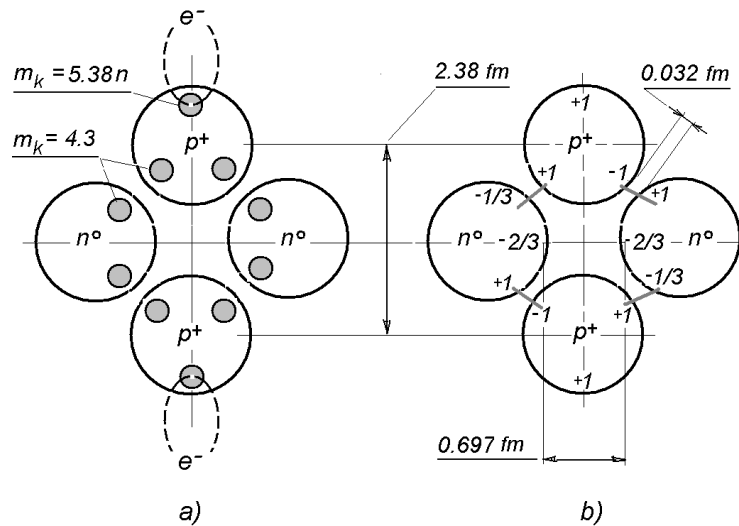 e⁻
m_k = 5.38n
2.38 fm
0.032 fm
+1
p⁺
p⁺
m_k = 4.3
+1
-1
-1/3
+1
n°
n°
n°
-2/3
-2/3
n°
+1
-1/3
-1
+1
p⁺
p⁺
+1
e⁻
0.697 fm
a)
b)